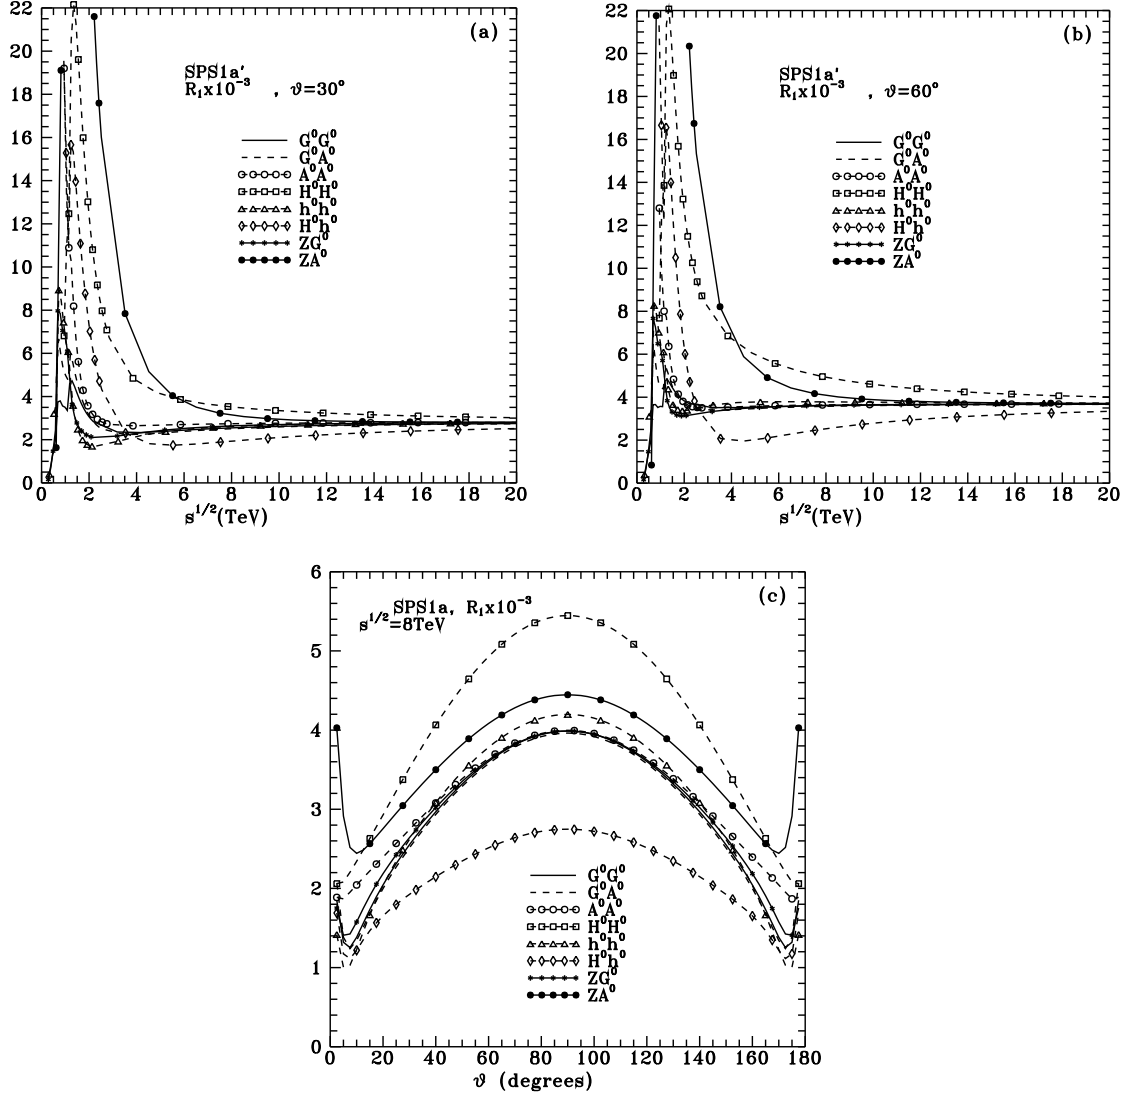 (a)
SPS1a'
R₁x10⁻³ , ϑ=30°
G⁰G⁰
G⁰A⁰
A⁰A⁰
H⁰H⁰
h⁰h⁰
H⁰h⁰
ZG⁰
ZA⁰
22
20
18
16
14
12
10
8
6
4
2
0
0 2 4 6 8 10 12 14 16 18 20
s^1/2(TeV)
(b)
SPS1a'
R₁x10⁻³ , ϑ=60°
G⁰G⁰
G⁰A⁰
A⁰A⁰
H⁰H⁰
h⁰h⁰
H⁰h⁰
ZG⁰
ZA⁰
22
20
18
16
14
12
10
8
6
4
2
0
0 2 4 6 8 10 12 14 16 18 20
s^1/2(TeV)
(c)
SPS1a, R₁x10⁻³
s^1/2=8TeV
G⁰G⁰
G⁰A⁰
A⁰A⁰
H⁰H⁰
h⁰h⁰
H⁰h⁰
ZG⁰
ZA⁰
6
5
4
3
2
1
0
0 20 40 60 80 100 120 140 160 180
ϑ (degrees)